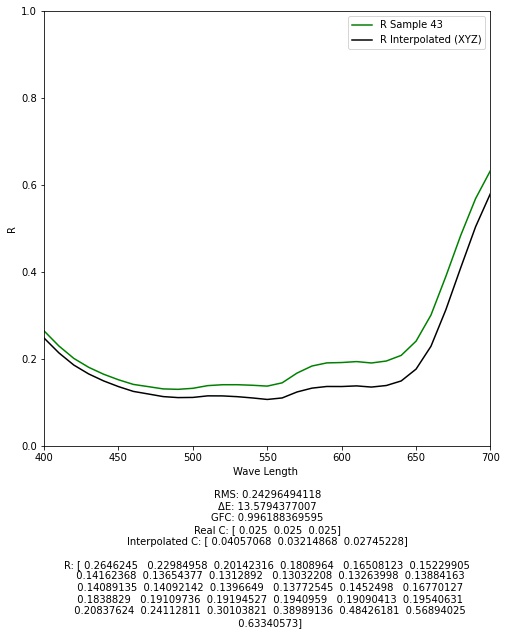 1.0
0.8
0.6
0.4
0.2
0.0
R
R Sample 43
R Interpolated (XYZ)
400 450 500 550 600 650 700
Wave Length
RMS: 0.24296494118
ΔE: 13.5794377007
GFC: 0.996188369595
Real C: [ 0.025 0.025 0.025]
Interpolated C: [ 0.04057068 0.03214868 0.02745228]
R: [ 0.2646245 0.22984958 0.20142316 0.1808964 0.16508123 0.15229905
0.14162368 0.13654377 0.1312892 0.13032208 0.13263998 0.13884163
0.14089135 0.14092142 0.1396649 0.13772545 0.1452498 0.16770127
0.1838829 0.19109736 0.19194527 0.1940959 0.19090413 0.19540631
0.20837624 0.24112811 0.30103821 0.38989136 0.48426181 0.56894025
0.63340573]